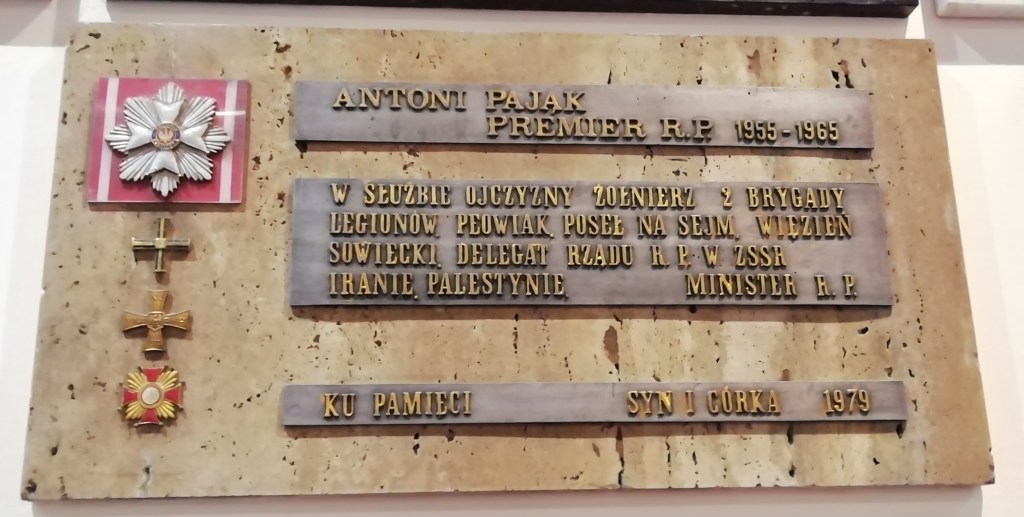 ANTONI PAJĄK
PREMIER R.P. 1955-1965
W SŁUŻBIE OJCZYZNY ŻOŁNIERZ 2 BRYGADY
LEGIONÓW, PEOWIAK, POSEŁ NA SEJM, WIĘZIEŃ
SOWIECKI, DELEGAT RZĄDU R.P. W ZSSR
IRANIE, PALESTYNIE, MINISTER R.P.
KU PAMIĘCI SYN I CÓRKA 1979